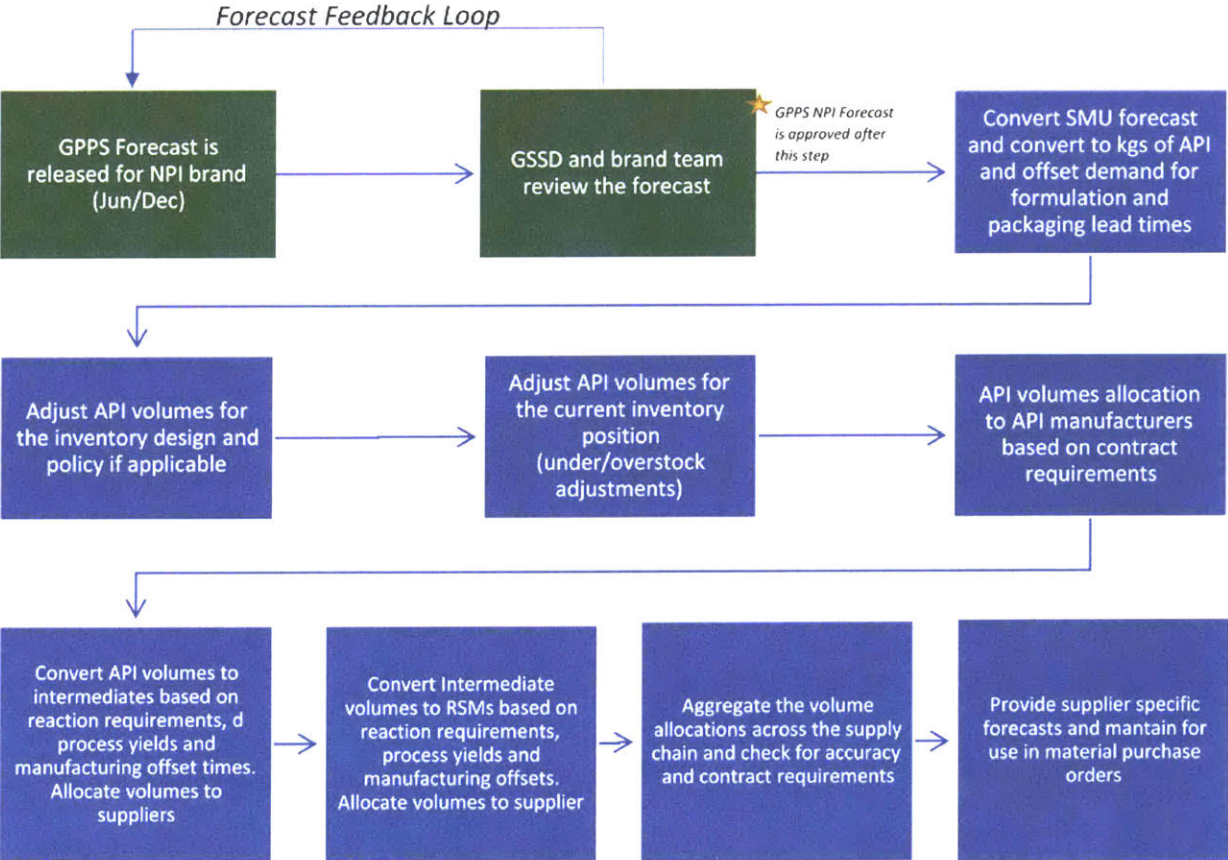 Forecast Feedback Loop
GPPS Forecast is
released for NPI brand
(Jun/Dec)
GSSD and brand team
review the forecast
GPPS NPI Forecast
is approved after
this step
Convert SMU forecast
and convert to kgs of API
and offset demand for
formulation and
packaging lead times
Adjust API volumes for
the inventory design and
policy if applicable
Adjust API volumes for
the current inventory
position
(under/overstock
adjustments)
API volumes allocation
to API manufacturers
based on contract
requirements
Convert API volumes to
intermediates based on
reaction requirements, d
process yields and
manufacturing offset times.
Allocate volumes to
suppliers
Convert Intermediate
volumes to RSMs based on
reaction requirements,
process yields and
manufacturing offsets.
Allocate volumes to supplier
Aggregate the volume
allocations across the supply
chain and check for accuracy
and contract requirements
Provide supplier specific
forecasts and mantain for
use in material purchase
orders